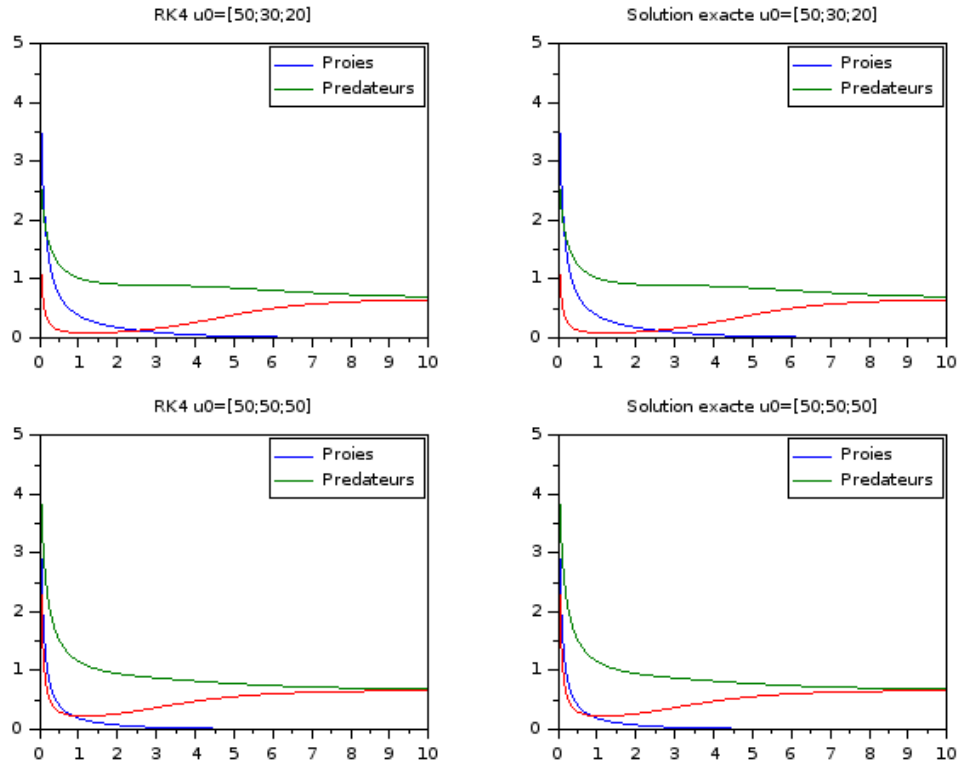 RK4 u0=[50;30;20]
5
4
3
2
1
0
0 1 2 3 4 5 6 7 8 9 10
Proies
Predateurs
Solution exacte u0=[50;30;20]
5
4
3
2
1
0
0 1 2 3 4 5 6 7 8 9 10
Proies
Predateurs
RK4 u0=[50;50;50]
5
4
3
2
1
0
0 1 2 3 4 5 6 7 8 9 10
Proies
Predateurs
Solution exacte u0=[50;50;50]
5
4
3
2
1
0
0 1 2 3 4 5 6 7 8 9 10
Proies
Predateurs